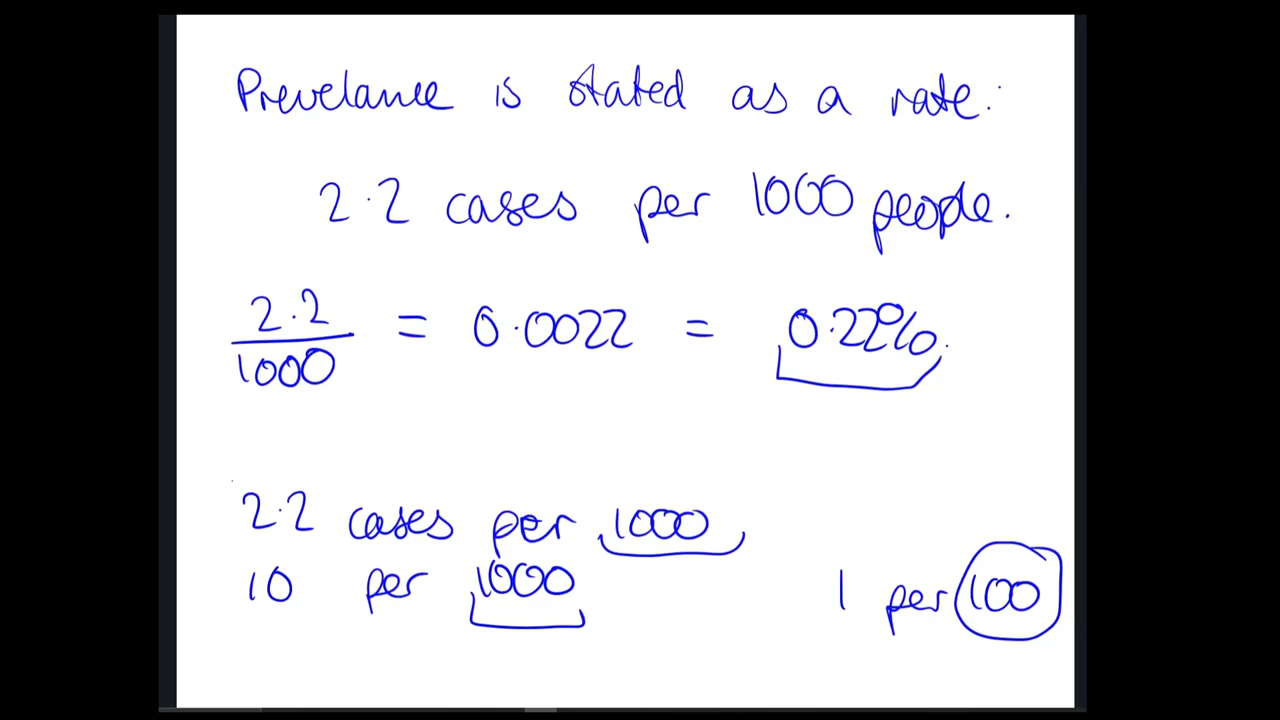 Prevelance is stated as a rate:
2.2 cases per 1000 people.
2.2/1000 = 0.0022 = 0.22%.
2.2 cases per 1000
10 per 1000 1 per 100